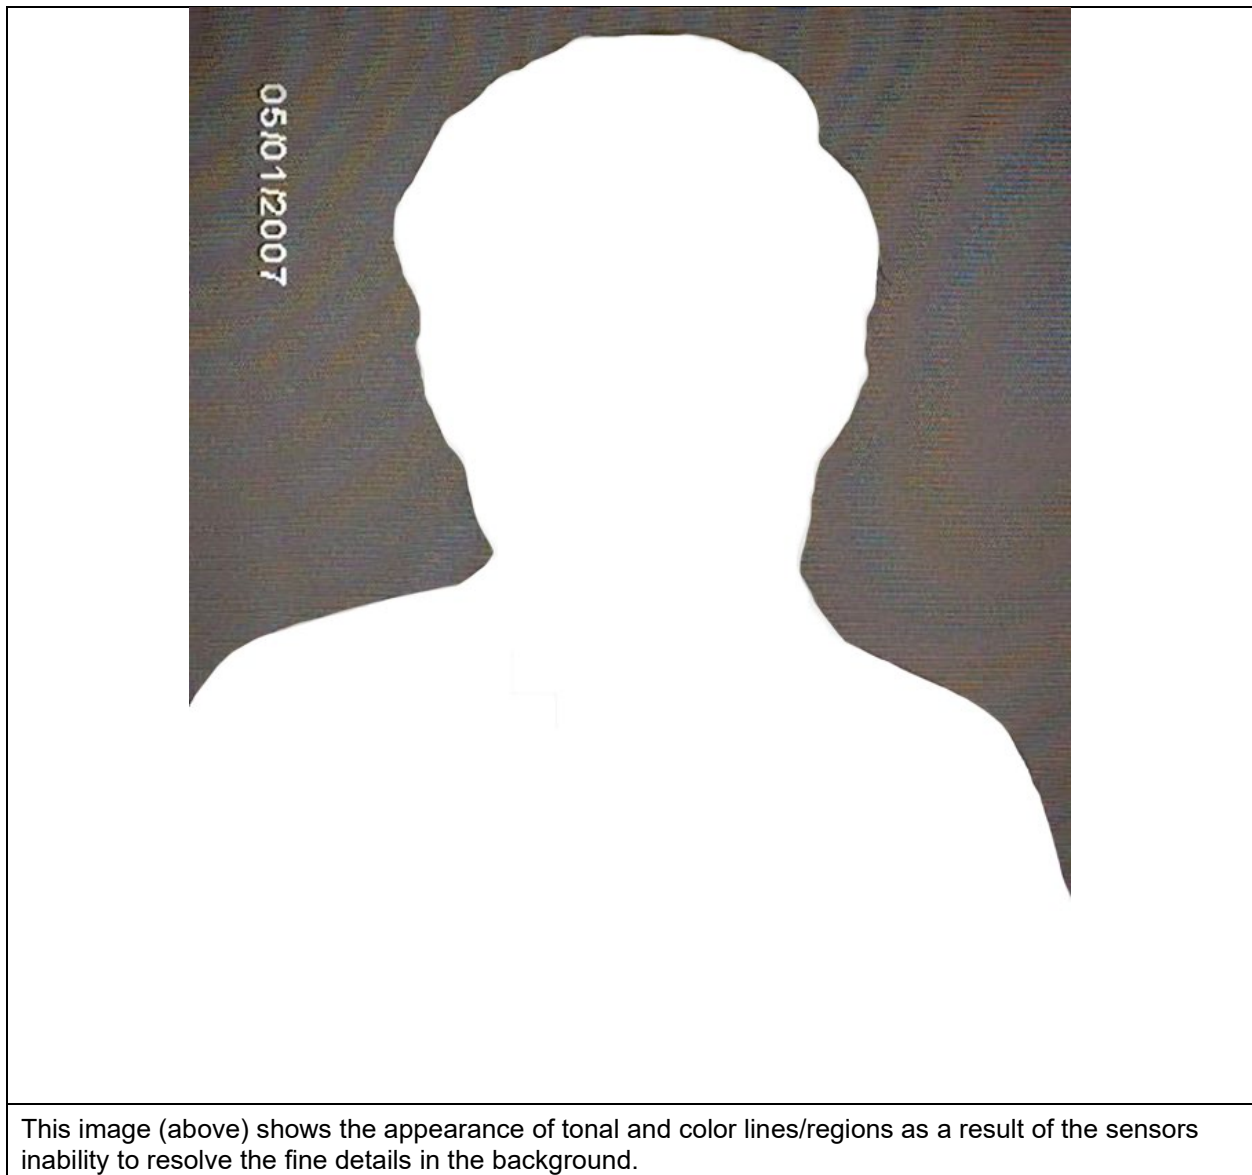 05/01/2007
This image (above) shows the appearance of tonal and color lines/regions as a result of the sensors
inability to resolve the fine details in the background.